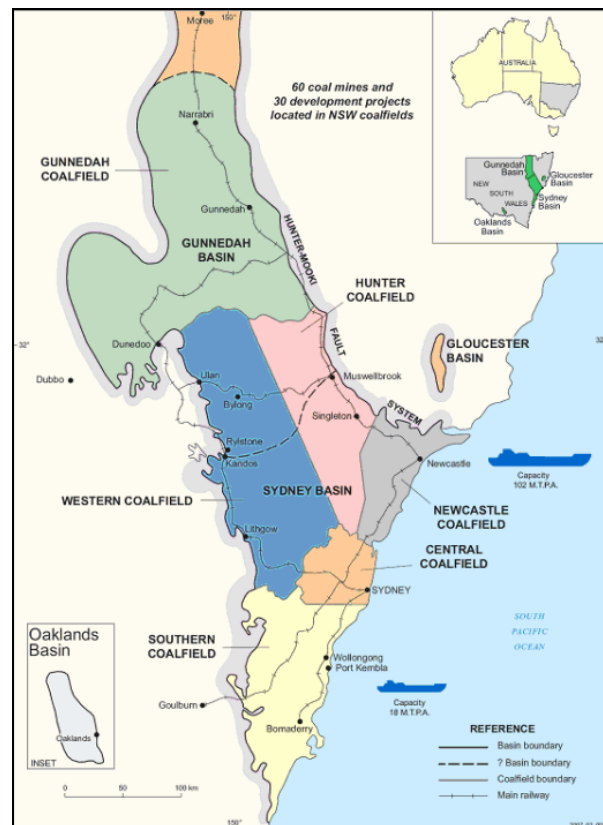 Moree
150°
60 coal mines and
30 development projects
located in NSW coalfields
AUSTRALIA
Gunnedah
Basin
Gloucester
Basin
NEW
SOUTH
WALES
Sydney
Basin
Oaklands
Basin
Narrabri
GUNNEDAH
COALFIELD
Gunnedah
GUNNEDAH
BASIN
HUNTER-MOOKI
FAULT
SYSTEM
HUNTER
COALFIELD
32°
32°
Dunedoo
GLOUCESTER
BASIN
Dubbo
Ulan
Muswellbrook
Bylong
Singleton
Rylstone
Kandos
Newcastle
Capacity
102 M.T.P.A.
WESTERN COALFIELD
SYDNEY BASIN
NEWCASTLE
COALFIELD
Lithgow
CENTRAL
COALFIELD
SYDNEY
SOUTH
PACIFIC
OCEAN
Oaklands
Basin
Oaklands
INSET
SOUTHERN
COALFIELD
Wollongong
Port Kembla
Goulburn
Capacity
18 M.T.P.A.
Bomaderry
REFERENCE
Basin boundary
? Basin boundary
Coalfield boundary
Main railway
0
50
100 km
150°